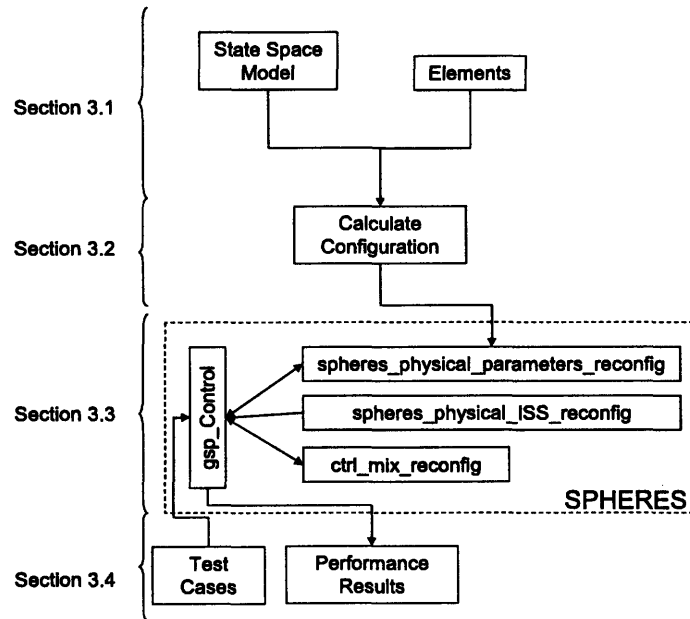 State Space
Model
Elements
Section 3.1
Calculate
Configuration
Section 3.2
spheres_physical_parameters_reconfig
gsp_Control
spheres_physical_ISS_reconfig
Section 3.3
ctrl_mix_reconfig
SPHERES
Test
Cases
Performance
Results
Section 3.4